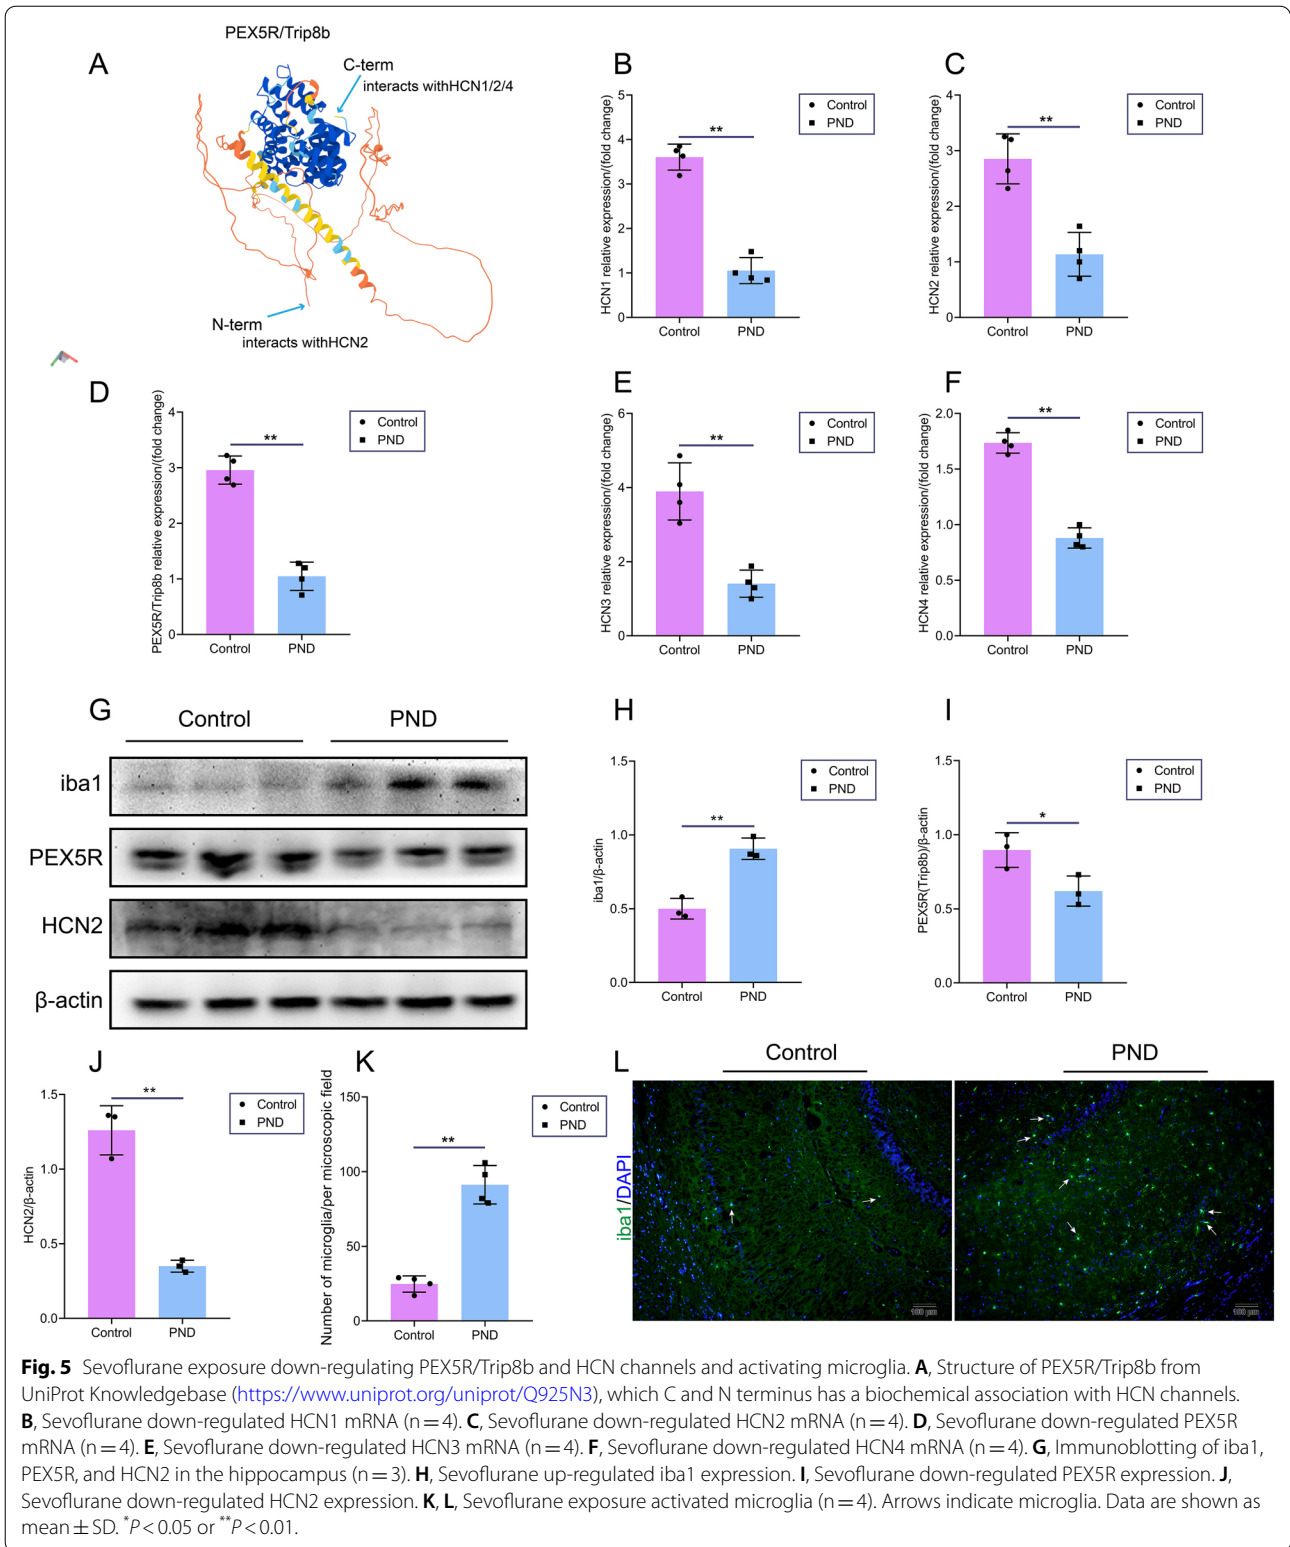 PEX5R/Trip8b
A
C-term
interacts withHCN1/2/4
N-term
interacts withHCN2
B
HCN1 relative expression/(fold change)
5
4
3
2
1
0
**
Control
PND
Control
PND
C
HCN2 relative expression/(fold change)
4
3
2
1
0
**
Control
PND
Control
PND
D
PEX5R/Trip8b relative expression/(fold change)
4
3
2
1
0
**
Control
PND
Control
PND
E
HCN3 relative expression/(fold change)
6
4
2
0
**
Control
PND
Control
PND
F
HCN4 relative expression/(fold change)
2.0
1.5
1.0
0.5
0.0
**
Control
PND
Control
PND
G
Control
PND
iba1
PEX5R
HCN2
β-actin
H
iba1/β-actin
1.5
1.0
0.5
0.0
**
Control
PND
Control
PND
I
PEX5R(Trip8b)/β-actin
1.5
1.0
0.5
0.0
*
Control
PND
Control
PND
J
HCN2/β-actin
1.5
1.0
0.5
0.0
**
Control
PND
Control
PND
K
Number of microglia/per microscopic field
150
100
50
0
**
Control
PND
Control
PND
L
Control
PND
iba1/DAPI
100 μm
100 μm
Fig. 5 Sevoflurane exposure down-regulating PEX5R/Trip8b and HCN channels and activating microglia. A, Structure of PEX5R/Trip8b from
UniProt Knowledgebase (https://www.uniprot.org/uniprot/Q925N3), which C and N terminus has a biochemical association with HCN channels.
B, Sevoflurane down-regulated HCN1 mRNA (n = 4). C, Sevoflurane down-regulated HCN2 mRNA (n = 4). D, Sevoflurane down-regulated PEX5R
mRNA (n = 4). E, Sevoflurane down-regulated HCN3 mRNA (n = 4). F, Sevoflurane down-regulated HCN4 mRNA (n = 4). G, Immunoblotting of iba1,
PEX5R, and HCN2 in the hippocampus (n = 3). H, Sevoflurane up-regulated iba1 expression. I, Sevoflurane down-regulated PEX5R expression. J,
Sevoflurane down-regulated HCN2 expression. K, L, Sevoflurane exposure activated microglia (n = 4). Arrows indicate microglia. Data are shown as
mean ± SD. *P < 0.05 or **P < 0.01.